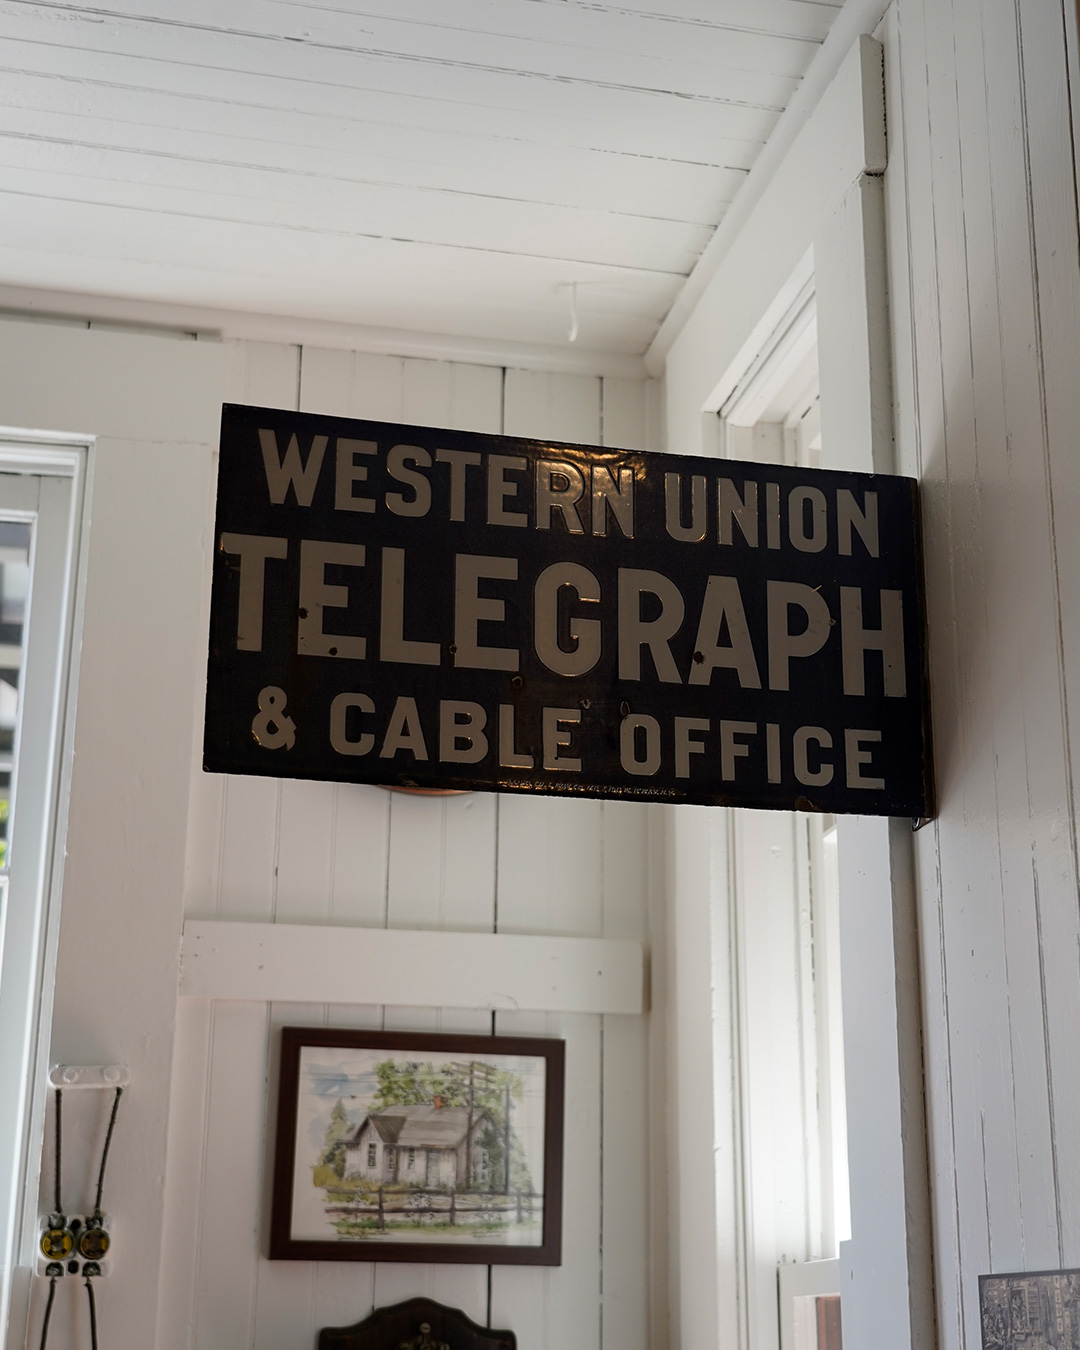 WESTERN UNION
TELEGRAPH
& CABLE OFFICE